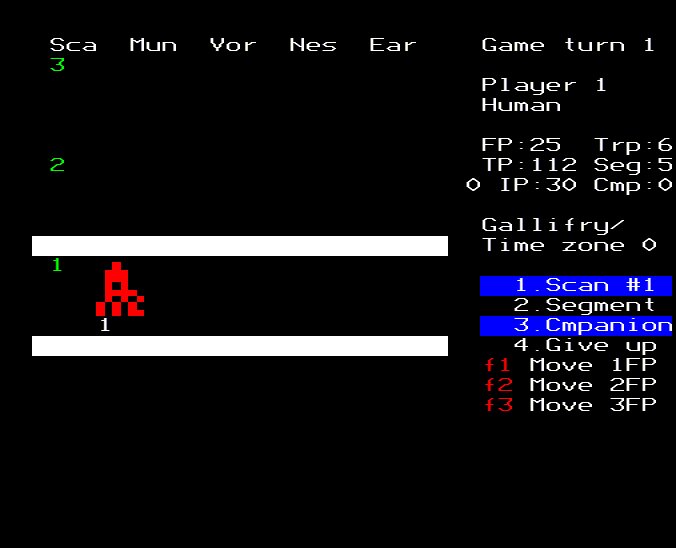 Sca Mun Vor Nes Ear Game turn 1
3
Player 1
Human
FP:25 Trp:6
2 TP:112 Seg:5
0 IP:30 Cmp:0
Gallifry/
Time zone 0
1
1.Scan #1
2.Segment
1 3.Cmpanion
4.Give up
f1 Move 1FP
f2 Move 2FP
f3 Move 3FP